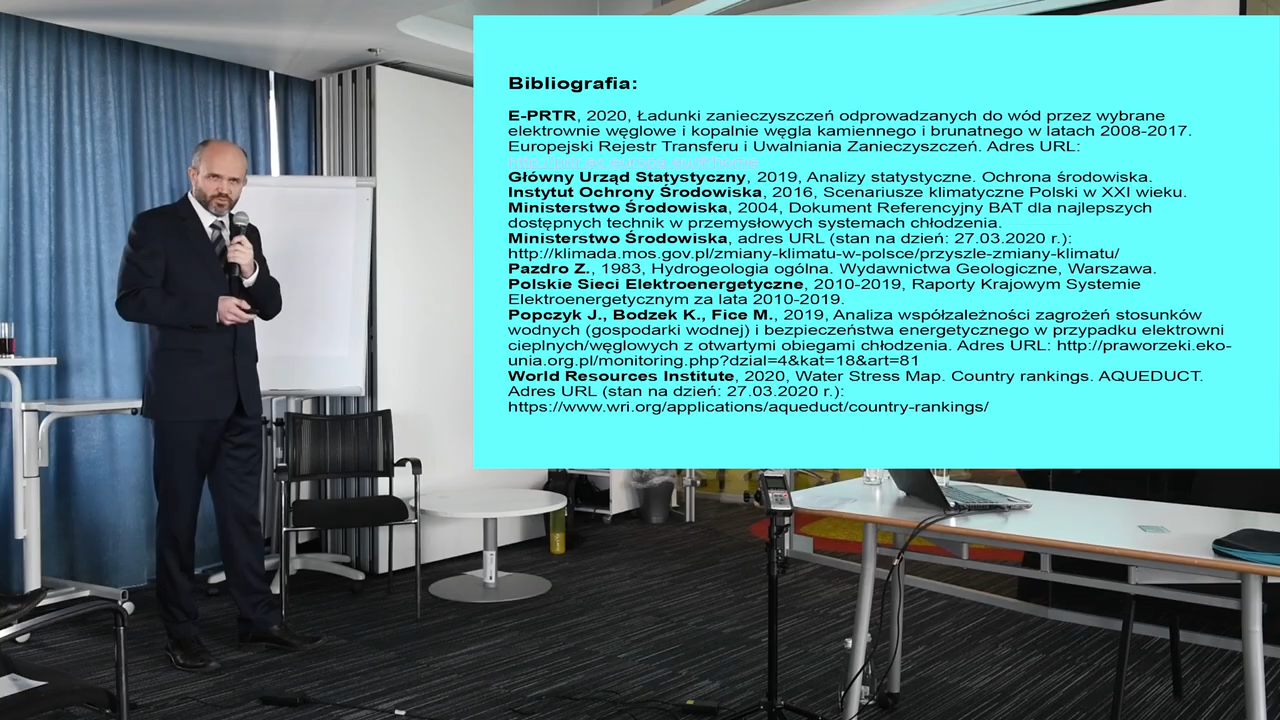 Bibliografia:
E-PRTR, 2020, Ładunki zanieczyszczeń odprowadzanych do wód przez wybrane
elektrownie węglowe i kopalnie węgla kamiennego i brunatnego w latach 2008-2017.
Europejski Rejestr Transferu i Uwalniania Zanieczyszczeń. Adres URL:
http://prtr.ec.europa.eu/#/home
Główny Urząd Statystyczny, 2019, Analizy statystyczne. Ochrona środowiska.
Instytut Ochrony Środowiska, 2016, Scenariusze klimatyczne Polski w XXI wieku.
Ministerstwo Środowiska, 2004, Dokument Referencyjny BAT dla najlepszych
dostępnych technik w przemysłowych systemach chłodzenia.
Ministerstwo Środowiska, adres URL (stan na dzień: 27.03.2020 r.):
http://klimada.mos.gov.pl/zmiany-klimatu-w-polsce/przyszle-zmiany-klimatu/
Pazdro Z., 1983, Hydrogeologia ogólna. Wydawnictwa Geologiczne, Warszawa.
Polskie Sieci Elektroenergetyczne, 2010-2019, Raporty Krajowym Systemie
Elektroenergetycznym za lata 2010-2019.
Popczyk J., Bodzek K., Fice M., 2019, Analiza współzależności zagrożeń stosunków
wodnych (gospodarki wodnej) i bezpieczeństwa energetycznego w przypadku elektrowni
cieplnych/węglowych z otwartymi obiegami chłodzenia. Adres URL: http://praworzeki.eko-
unia.org.pl/monitoring.php?dzial=4&kat=18&art=81
World Resources Institute, 2020, Water Stress Map. Country rankings. AQUEDUCT.
Adres URL (stan na dzień: 27.03.2020 r.):
https://www.wri.org/applications/aqueduct/country-rankings/